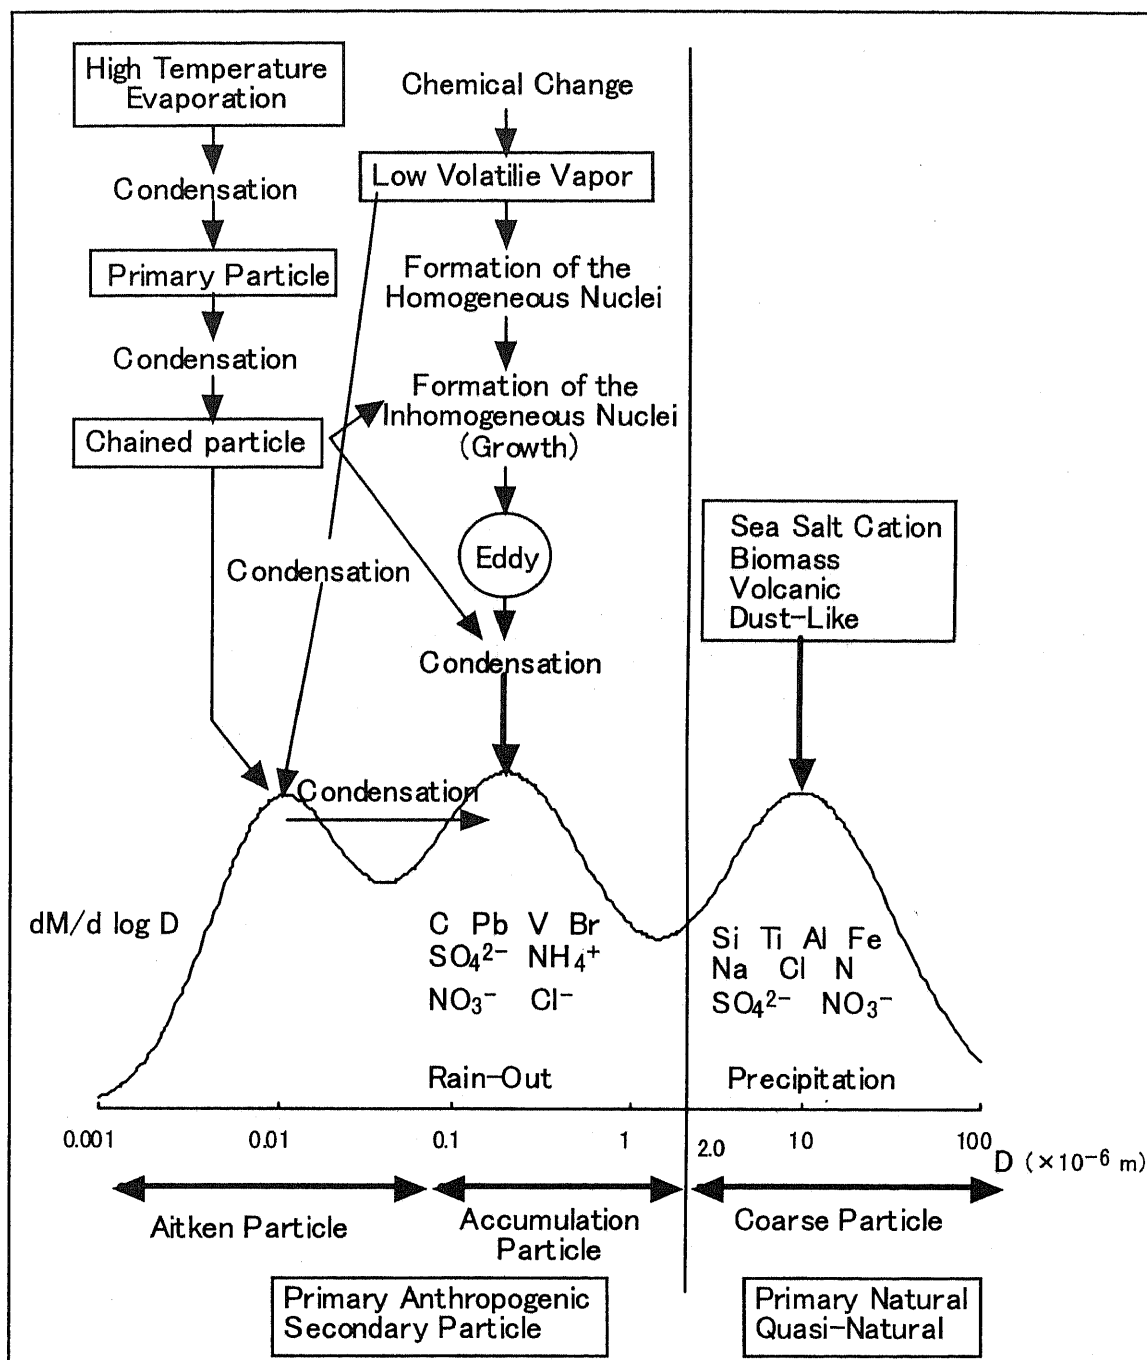 High Temperature
Evaporation
Condensation
Primary Particle
Condensation
Chained particle
Chemical Change
Low Volatilie Vapor
Formation of the
Homogeneous Nuclei
Formation of the
Inhomogeneous Nuclei
(Growth)
Eddy
Condensation
Condensation
Condensation
Sea Salt Cation
Biomass
Volcanic
Dust-Like
dM/d log D
C Pb V Br
SO₄²⁻ NH₄⁺
NO₃⁻ Cl⁻
Rain-Out
Si Ti Al Fe
Na Cl N
SO₄²⁻ NO₃⁻
Precipitation
0.001 0.01 0.1 1 2.0 10 100
D (×10⁻⁶ m)
Aitken Particle
Accumulation
Particle
Coarse Particle
Primary Anthropogenic
Secondary Particle
Primary Natural
Quasi-Natural